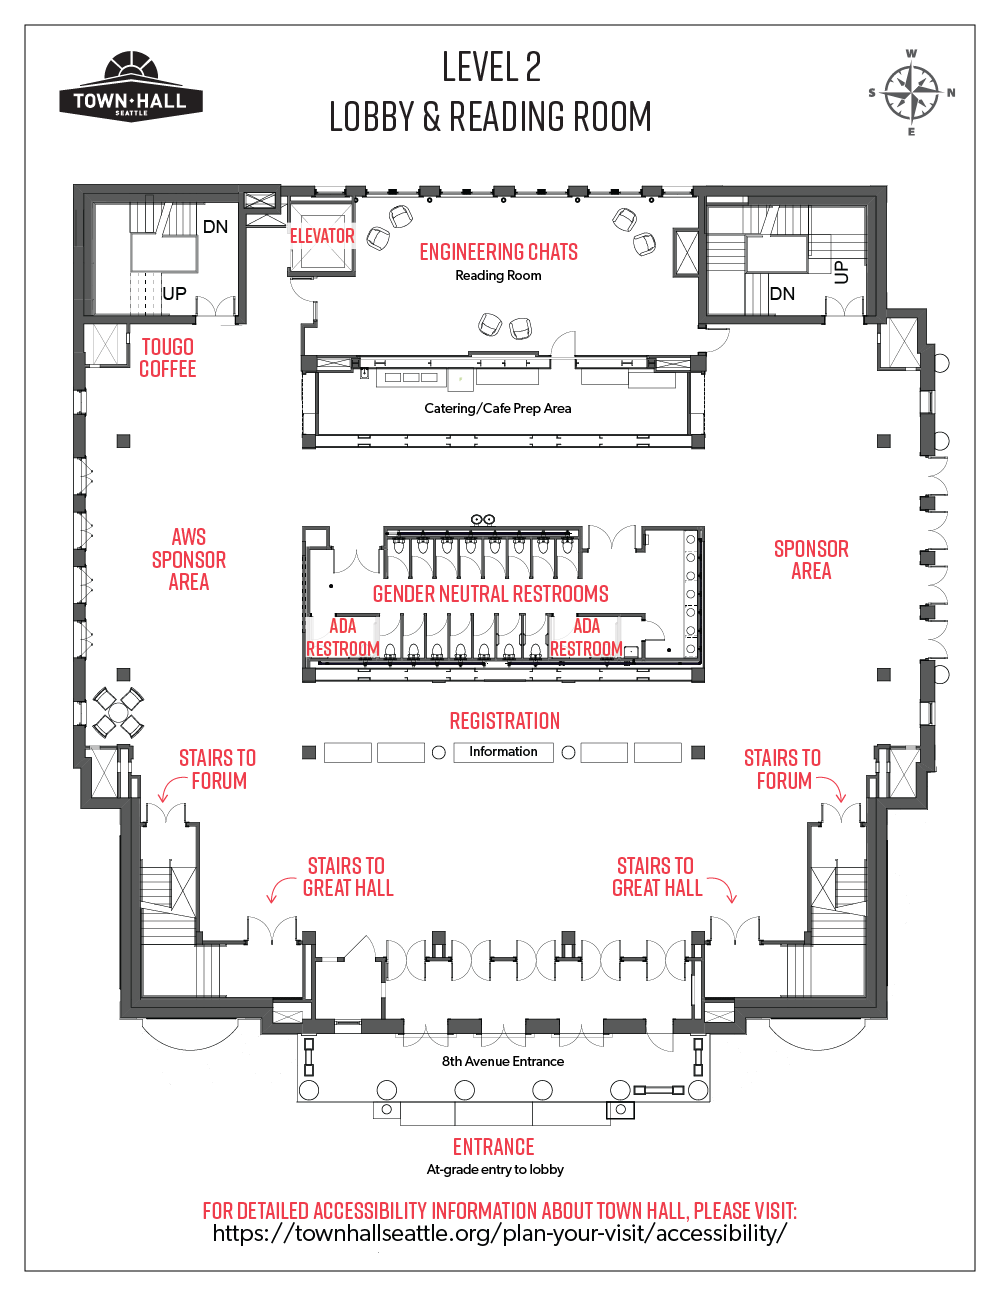 TOWN·HALL
SEATTLE
LEVEL 2
LOBBY & READING ROOM
W
S
N
E
DN
UP
ELEVATOR
ENGINEERING CHATS
Reading Room
UP
DN
TOUGO
COFFEE
Catering/Cafe Prep Area
AWS
SPONSOR
AREA
SPONSOR
AREA
GENDER NEUTRAL RESTROOMS
ADA
RESTROOM
ADA
RESTROOM
REGISTRATION
Information
STAIRS TO
FORUM
STAIRS TO
FORUM
STAIRS TO
GREAT HALL
STAIRS TO
GREAT HALL
8th Avenue Entrance
ENTRANCE
At-grade entry to lobby
FOR DETAILED ACCESSIBILITY INFORMATION ABOUT TOWN HALL, PLEASE VISIT:
https://townhallseattle.org/plan-your-visit/accessibility/